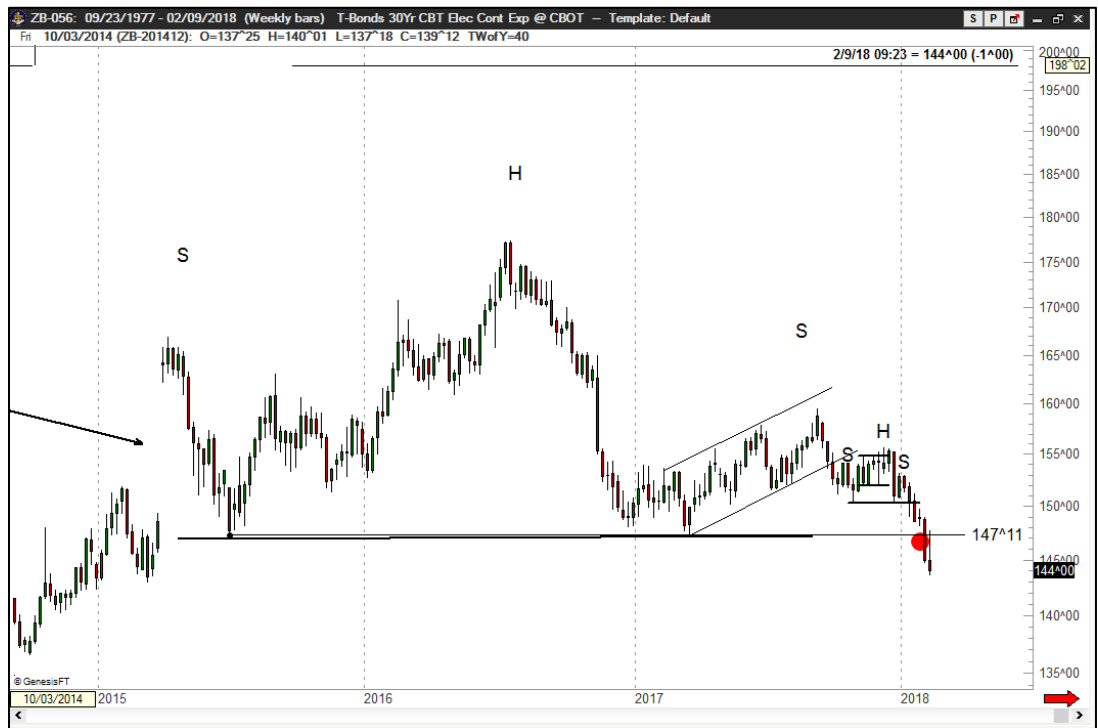 ZB-056: 09/23/1977 - 02/09/2018 (Weekly bars) T-Bonds 30Yr CBT Elec Cont Exp @ CBOT -- Template: Default
S P
Fri 10/03/2014 (ZB-201412): O=137^25 H=140^01 L=137^18 C=139^12 TWofY=40
2/9/18 09:23 = 144^00 (-1^00)
200^00
198^02
195^00
190^00
H
185^00
180^00
S
175^00
170^00
S
165^00
160^00
H
S
S
155^00
150^00
147^11
145^00
144^00
140^00
135^00
© GenesisFT
10/03/2014 2015 2016 2017 2018